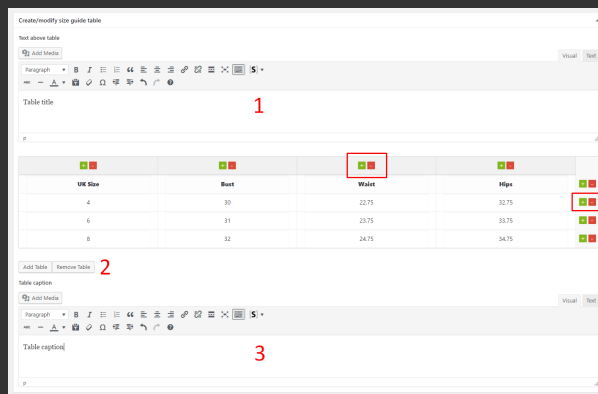 Create/modify size guide table
Text above table
Add Media
Visual Text
Paragraph B I S
ABC A Ω
Table title
1
P
+ - + - + - + -
UK Size Bust Waist Hips + -
4 30 22.75 32.75 + -
6 31 23.75 33.75 + -
8 32 24.75 34.75 + -
Add Table Remove Table 2
Table caption
Add Media
Visual Text
Paragraph B I S
ABC A Ω
Table caption
3
P